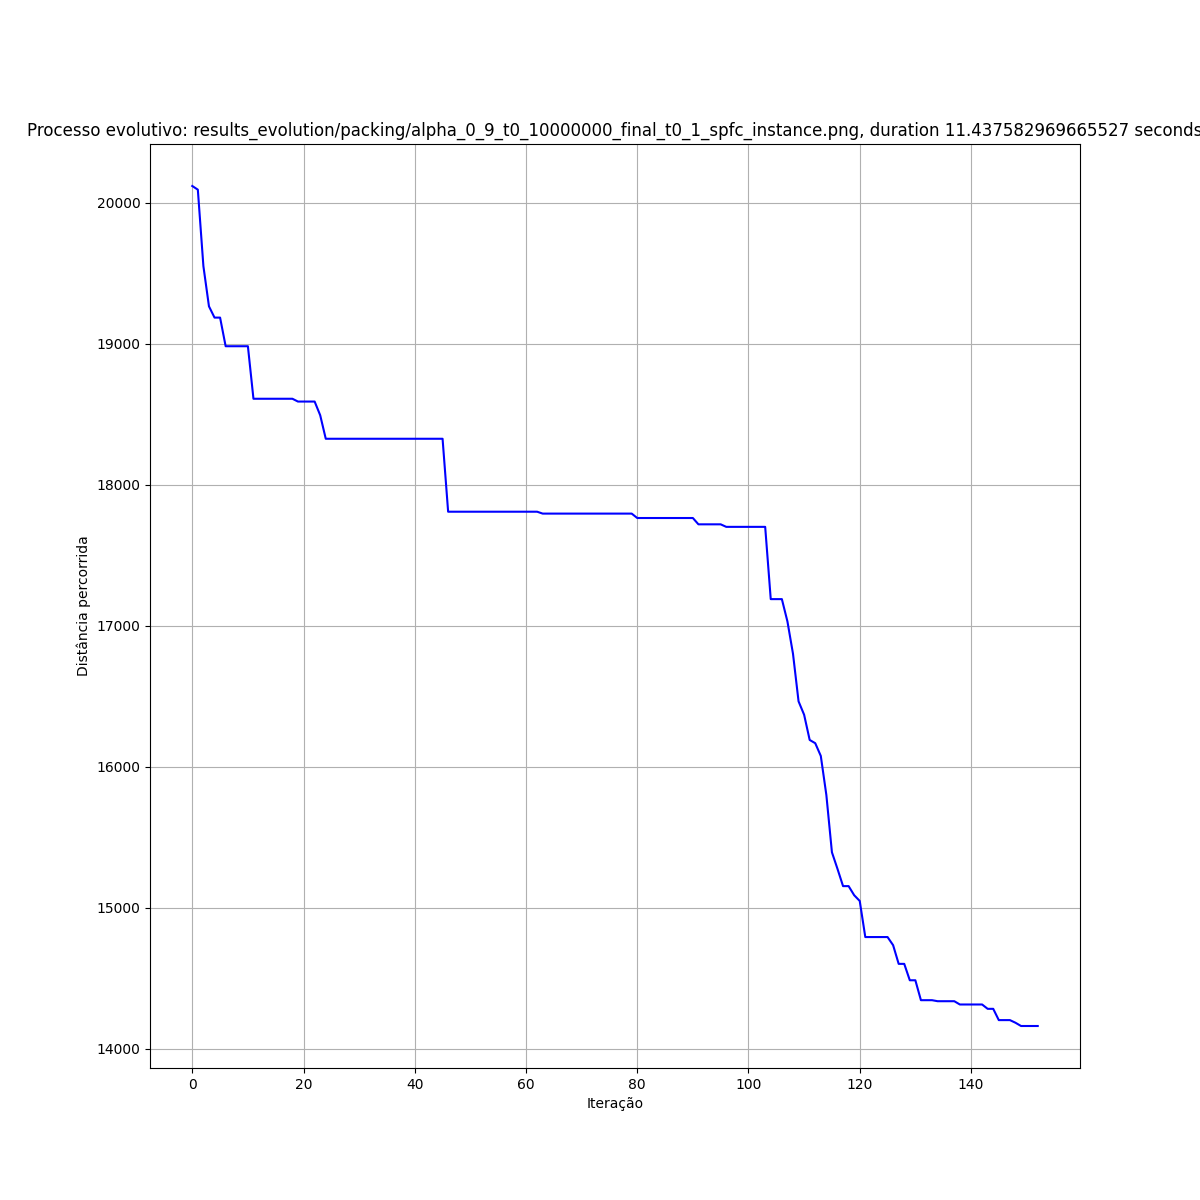 Processo evolutivo: results_evolution/packing/alpha_0_9_t0_10000000_final_t0_1_spfc_instance.png, duration 11.437582969665527 seconds
20000
19000
18000
17000
16000
15000
14000
Distância percorrida
0 20 40 60 80 100 120 140
Iteração